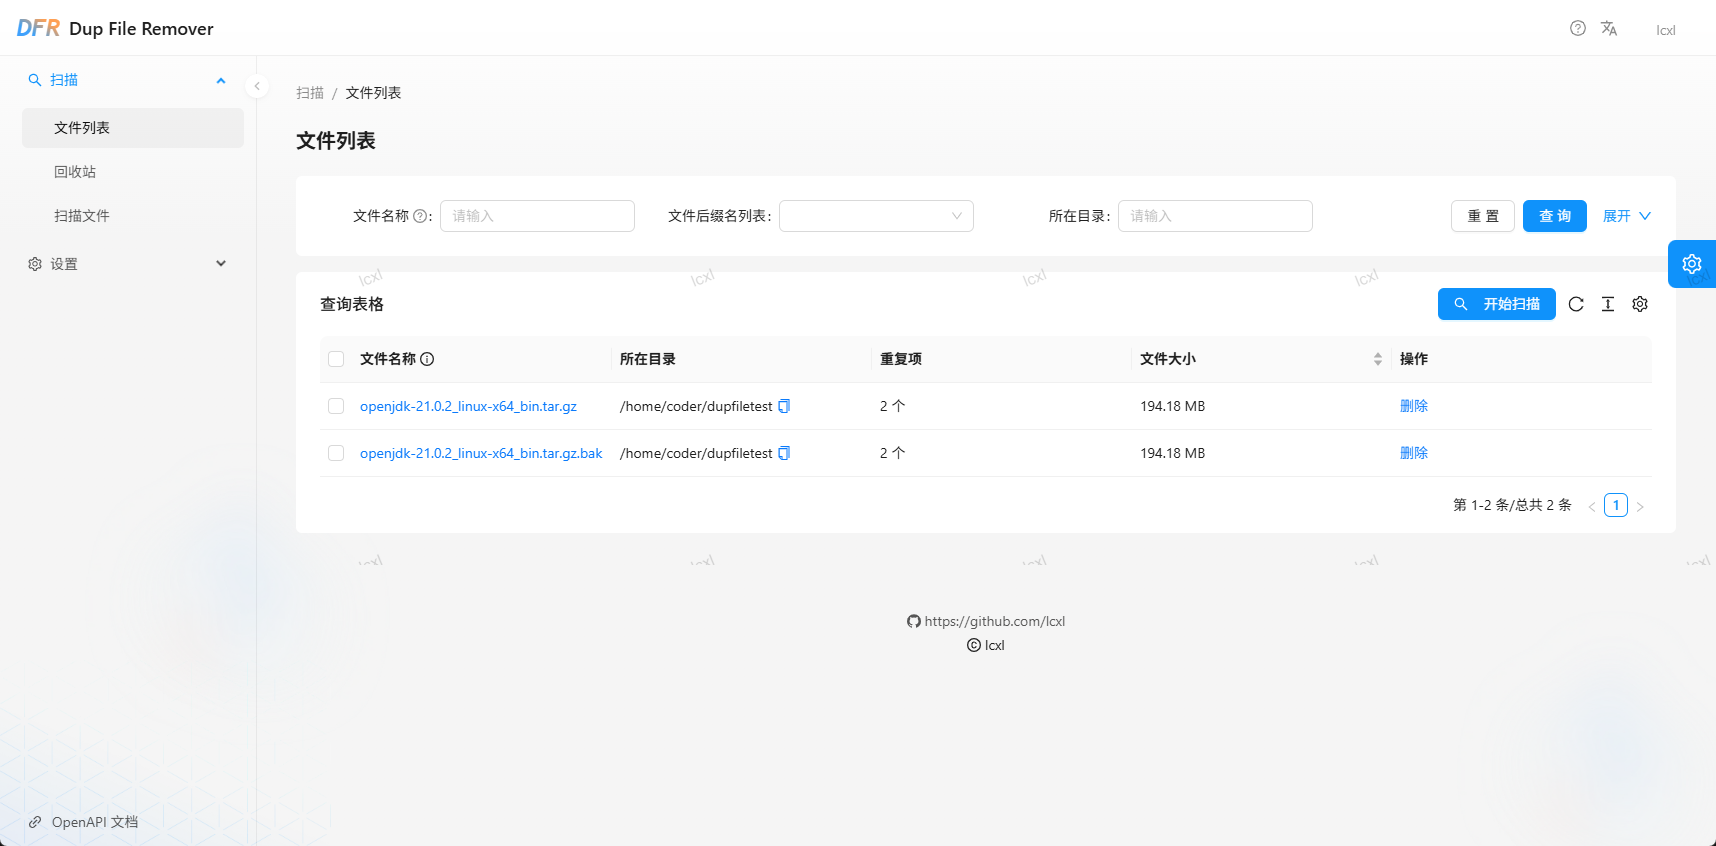 DFR Dup File Remover
lcxl
扫描
文件列表
回收站
扫描文件
设置
OpenAPI 文档
扫描 / 文件列表
文件列表
文件名称 : 请输入 文件后缀名列表: 所在目录: 请输入 重 置 查 询 展开
lcxl lcxl lcxl lcxl lcxl
查询表格 开始扫描
文件名称 所在目录 重复项 文件大小 操作
openjdk-21.0.2_linux-x64_bin.tar.gz /home/coder/dupfiletest 2 个 194.18 MB 删除
openjdk-21.0.2_linux-x64_bin.tar.gz.bak /home/coder/dupfiletest 2 个 194.18 MB 删除
第 1-2 条/总共 2 条 < 1 >
lcxl lcxl lcxl lcxl lcxl
https://github.com/lcxl
© lcxl